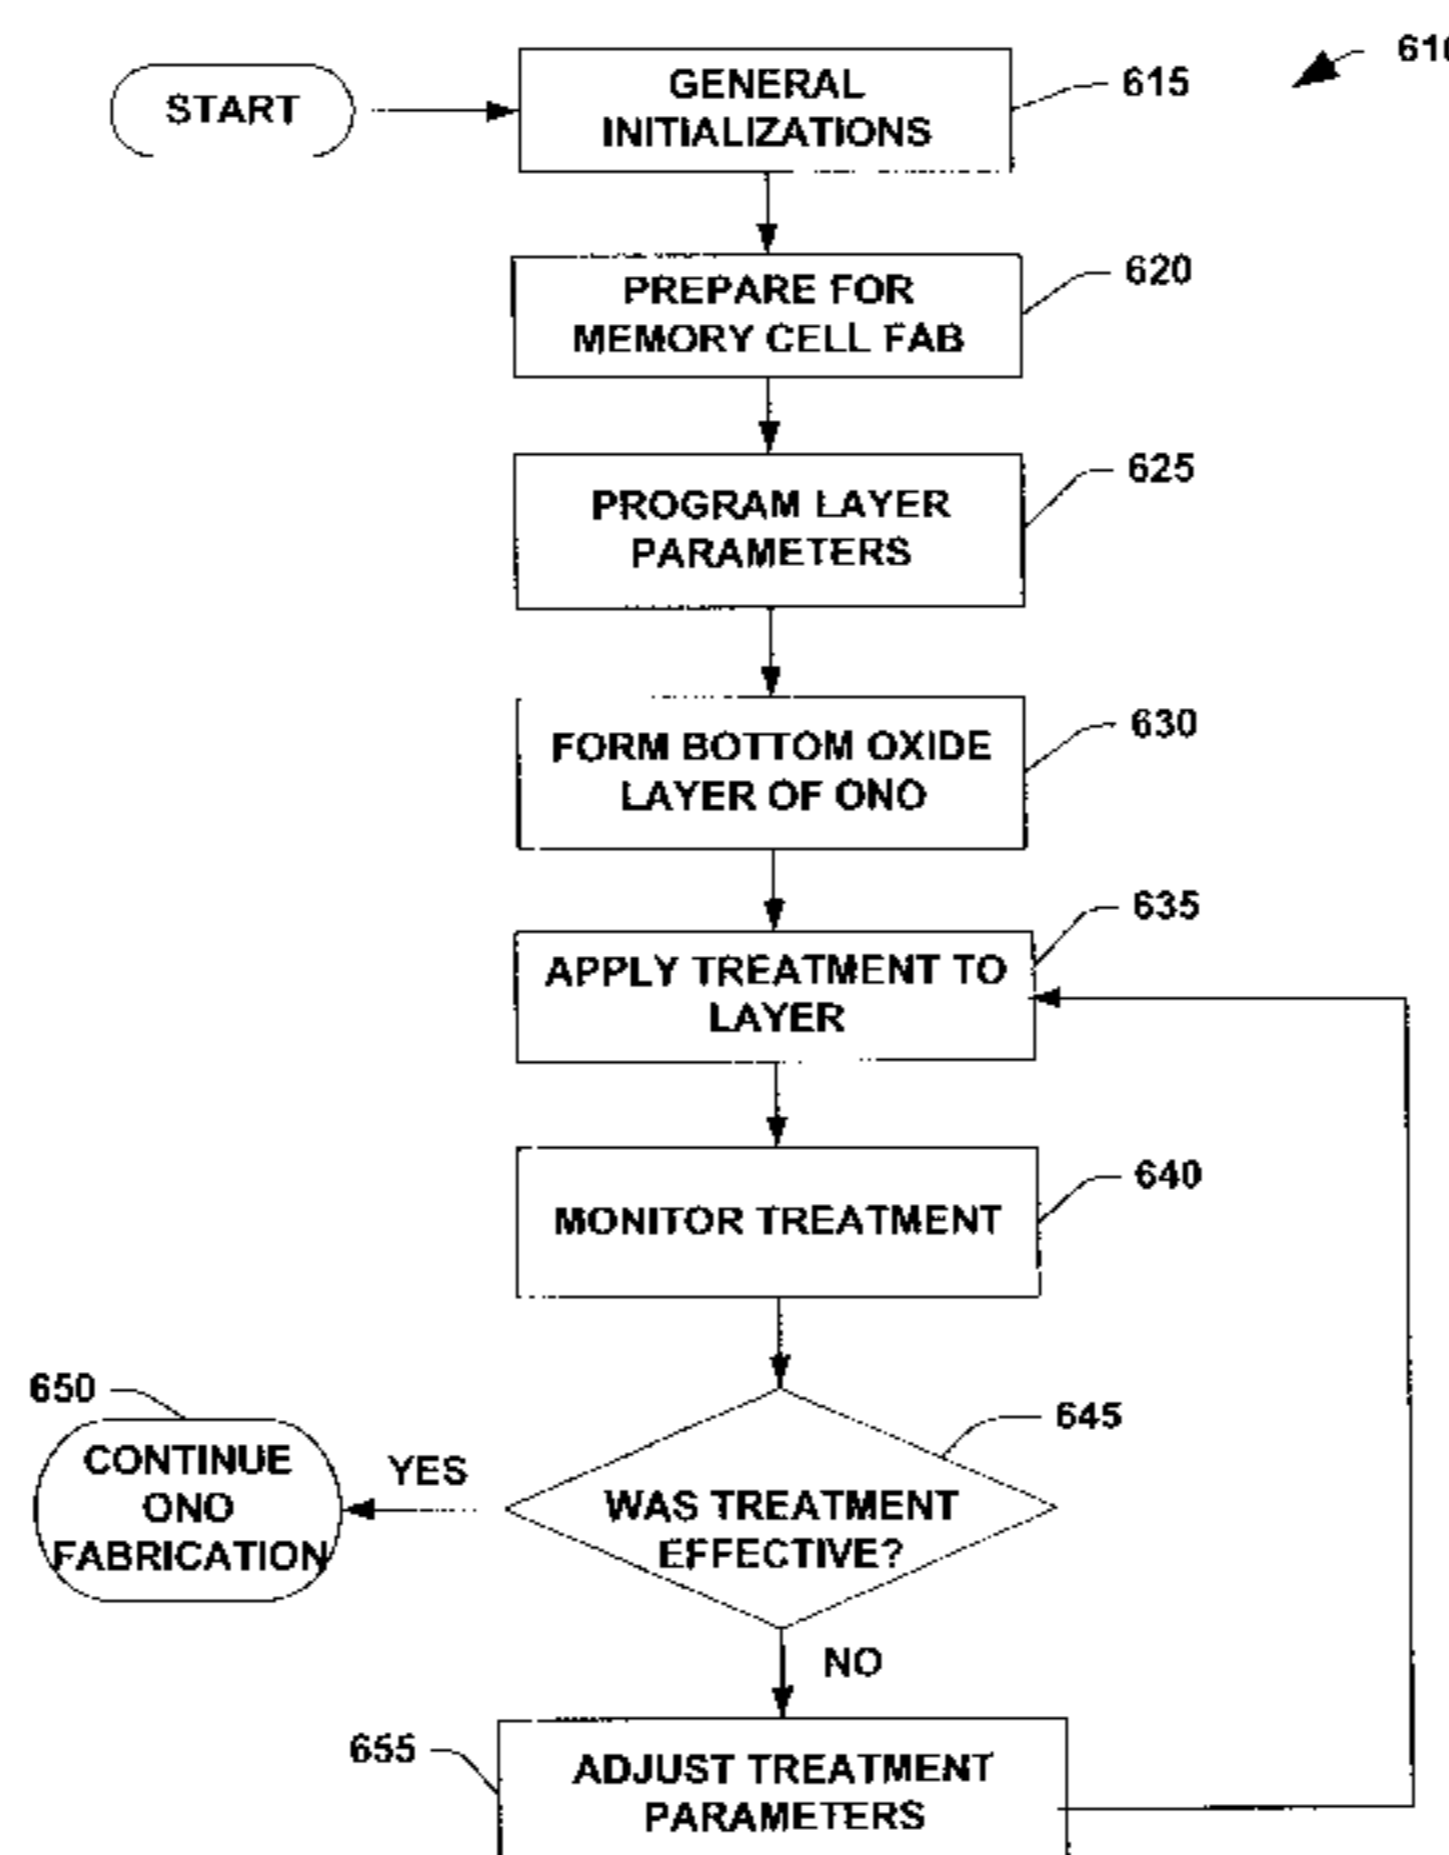 610
START
GENERAL
INITIALIZATIONS
615
PREPARE FOR
MEMORY CELL FAB
620
PROGRAM LAYER
PARAMETERS
625
FORM BOTTOM OXIDE
LAYER OF ONO
630
APPLY TREATMENT TO
LAYER
635
MONITOR TREATMENT
640
WAS TREATMENT
EFFECTIVE?
645
YES
650
CONTINUE
ONO
FABRICATION
NO
655
ADJUST TREATMENT
PARAMETERS